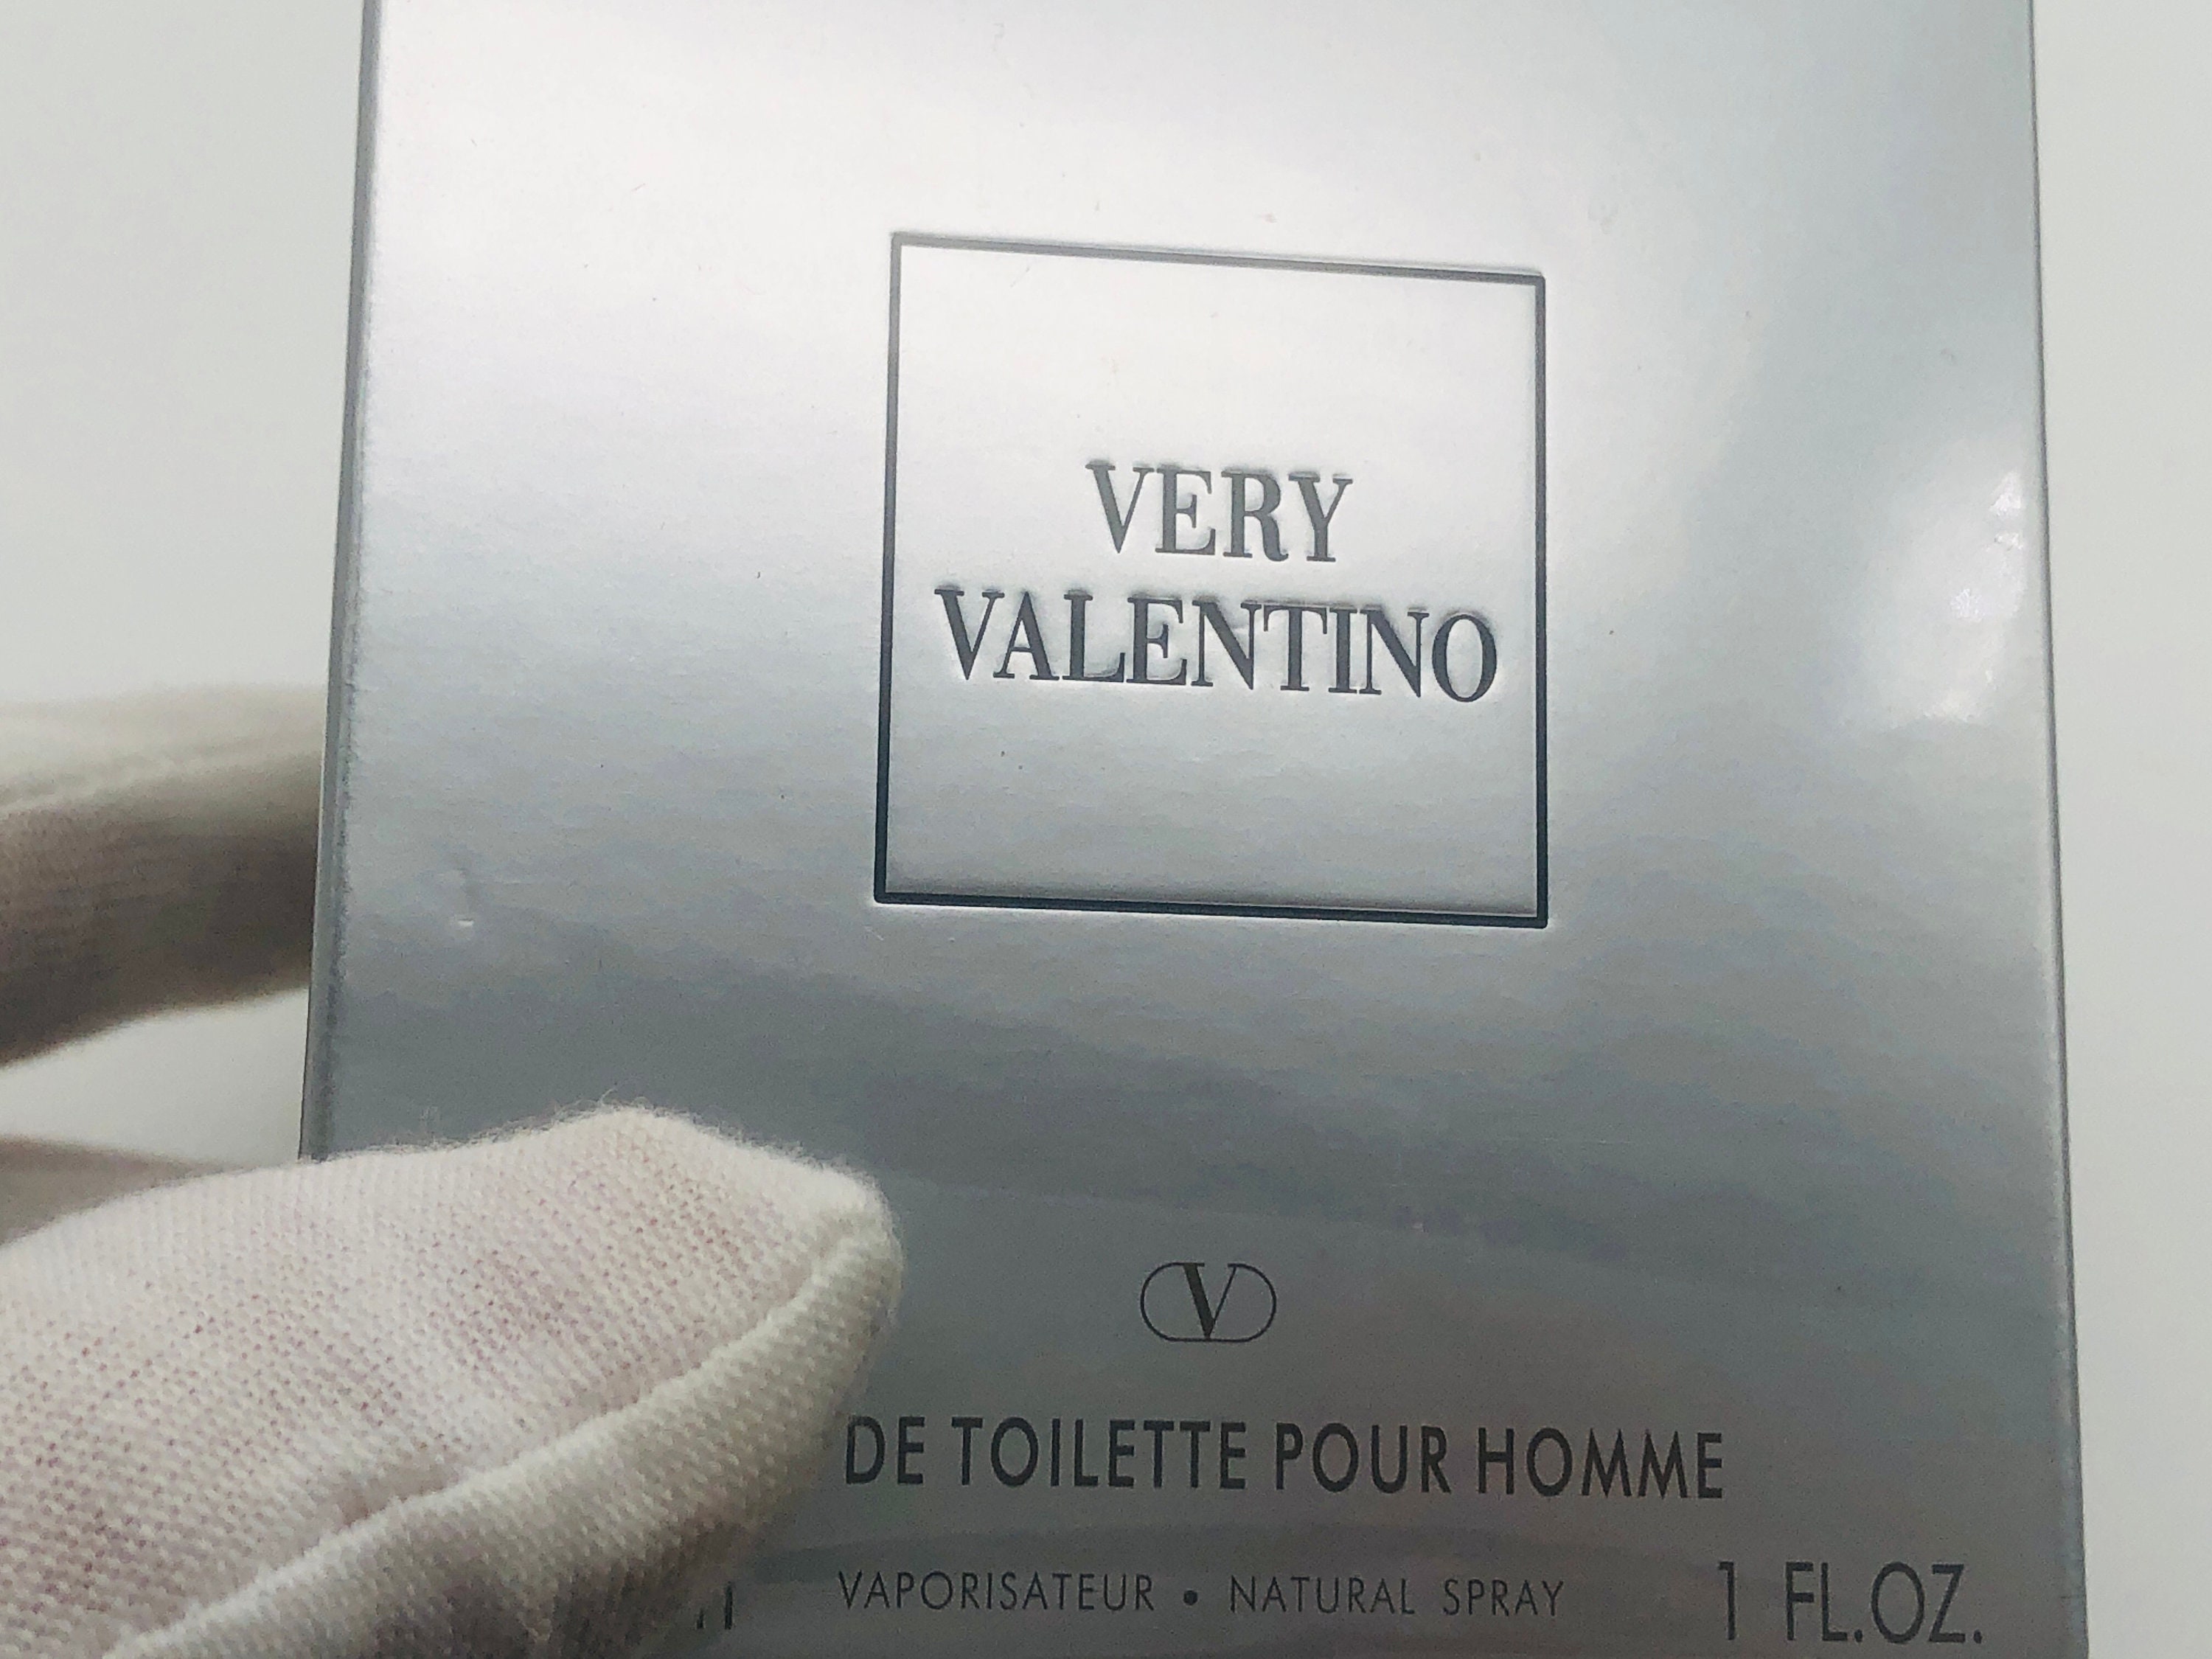 VERY
VALENTINO
V
DE TOILETTE POUR HOMME
VAPORISATEUR • NATURAL SPRAY 1 FL.OZ.